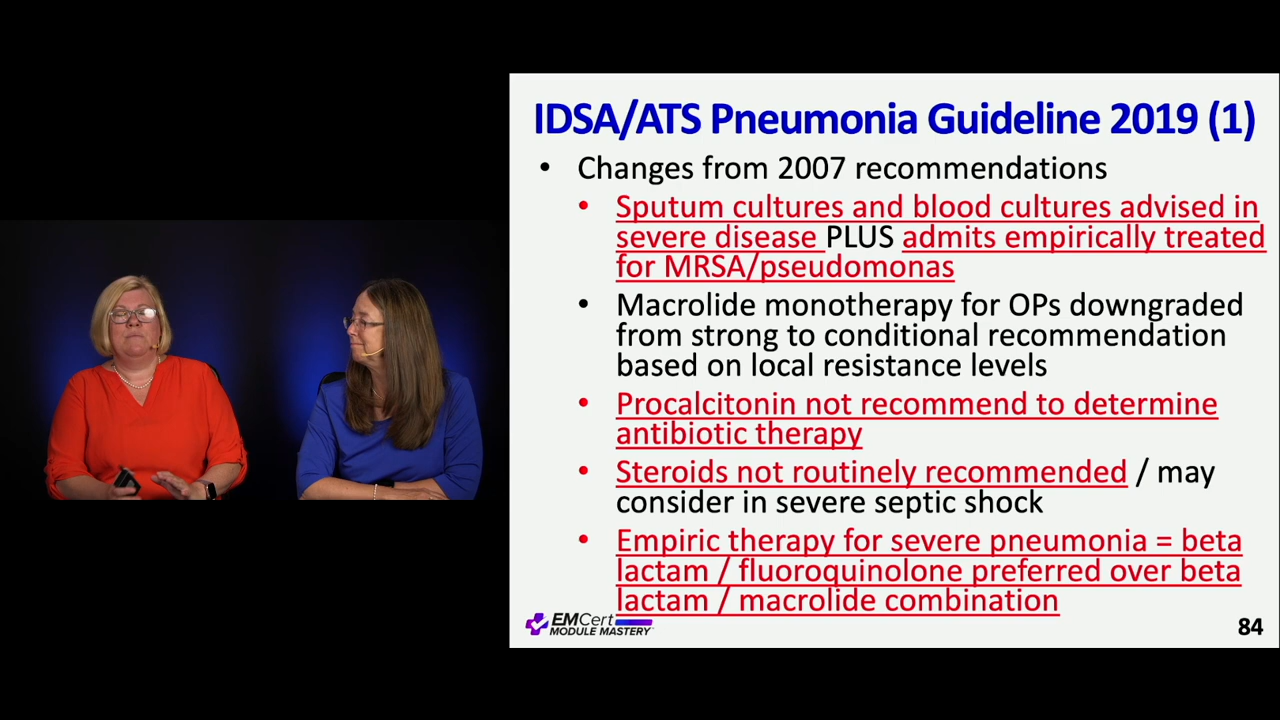 IDSA/ATS Pneumonia Guideline 2019 (1)
• Changes from 2007 recommendations
• Sputum cultures and blood cultures advised in
severe disease PLUS admits empirically treated
for MRSA/pseudomonas
• Macrolide monotherapy for OPs downgraded
from strong to conditional recommendation
based on local resistance levels
• Procalcitonin not recommend to determine
antibiotic therapy
• Steroids not routinely recommended / may
consider in severe septic shock
• Empiric therapy for severe pneumonia = beta
lactam / fluoroquinolone preferred over beta
lactam / macrolide combination
EMCert
MODULE MASTERY
84